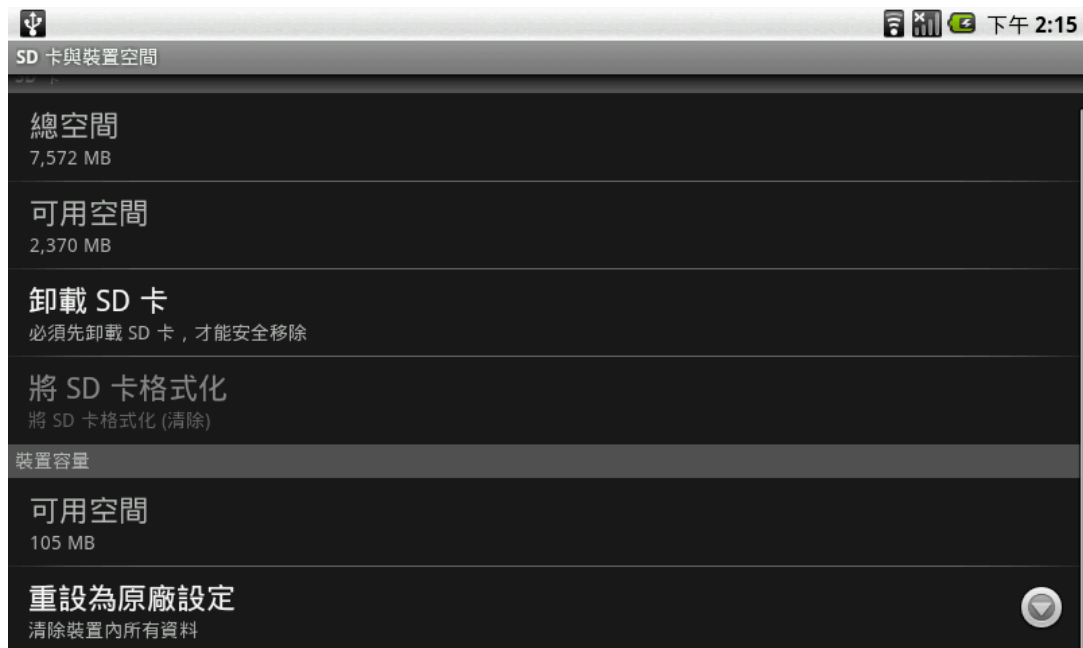 下午 2:15
SD 卡與裝置空間
SD 卡
總空間
7,572 MB
可用空間
2,370 MB
卸載 SD 卡
必須先卸載 SD 卡，才能安全移除
將 SD 卡格式化
將 SD 卡格式化 (清除)
裝置容量
可用空間
105 MB
重設為原廠設定
清除裝置內所有資料